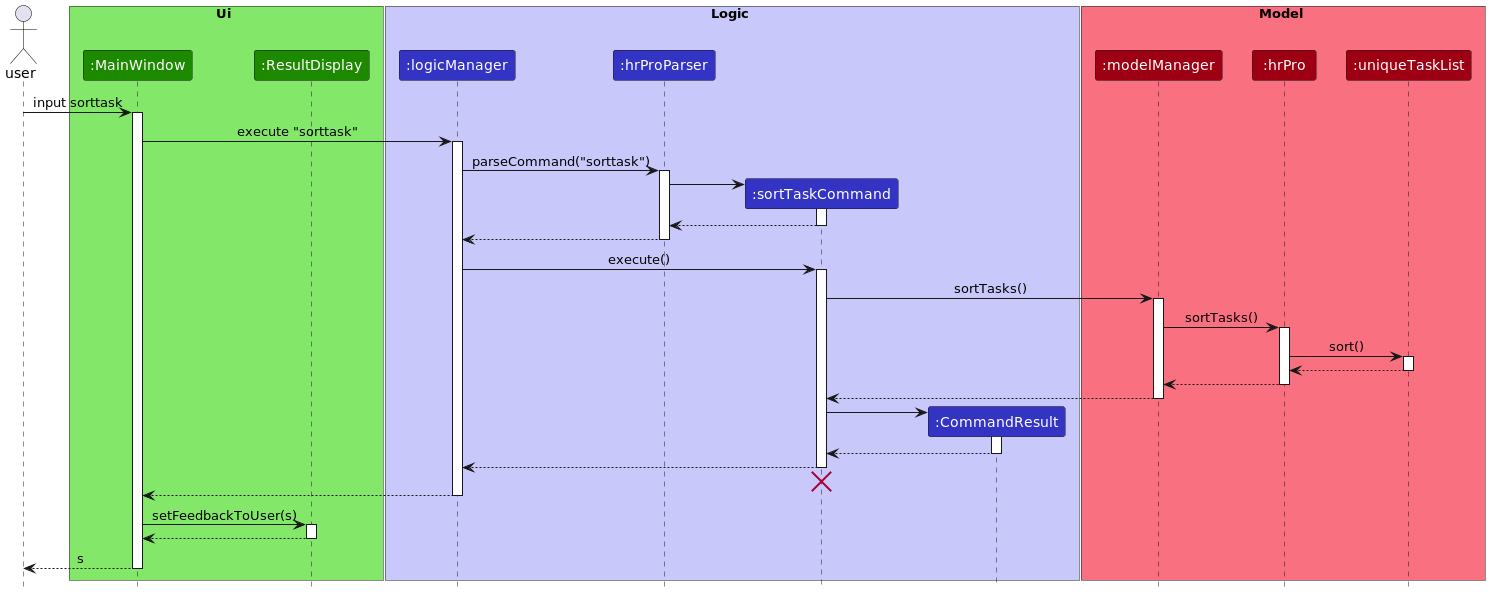 Ui
Logic
Model
user
:MainWindow
:ResultDisplay
:logicManager
:hrProParser
:modelManager
:hrPro
:uniqueTaskList
input sorttask
execute "sorttask"
parseCommand("sorttask")
:sortTaskCommand
execute()
sortTasks()
sortTasks()
sort()
:CommandResult
setFeedbackToUser(s)
s